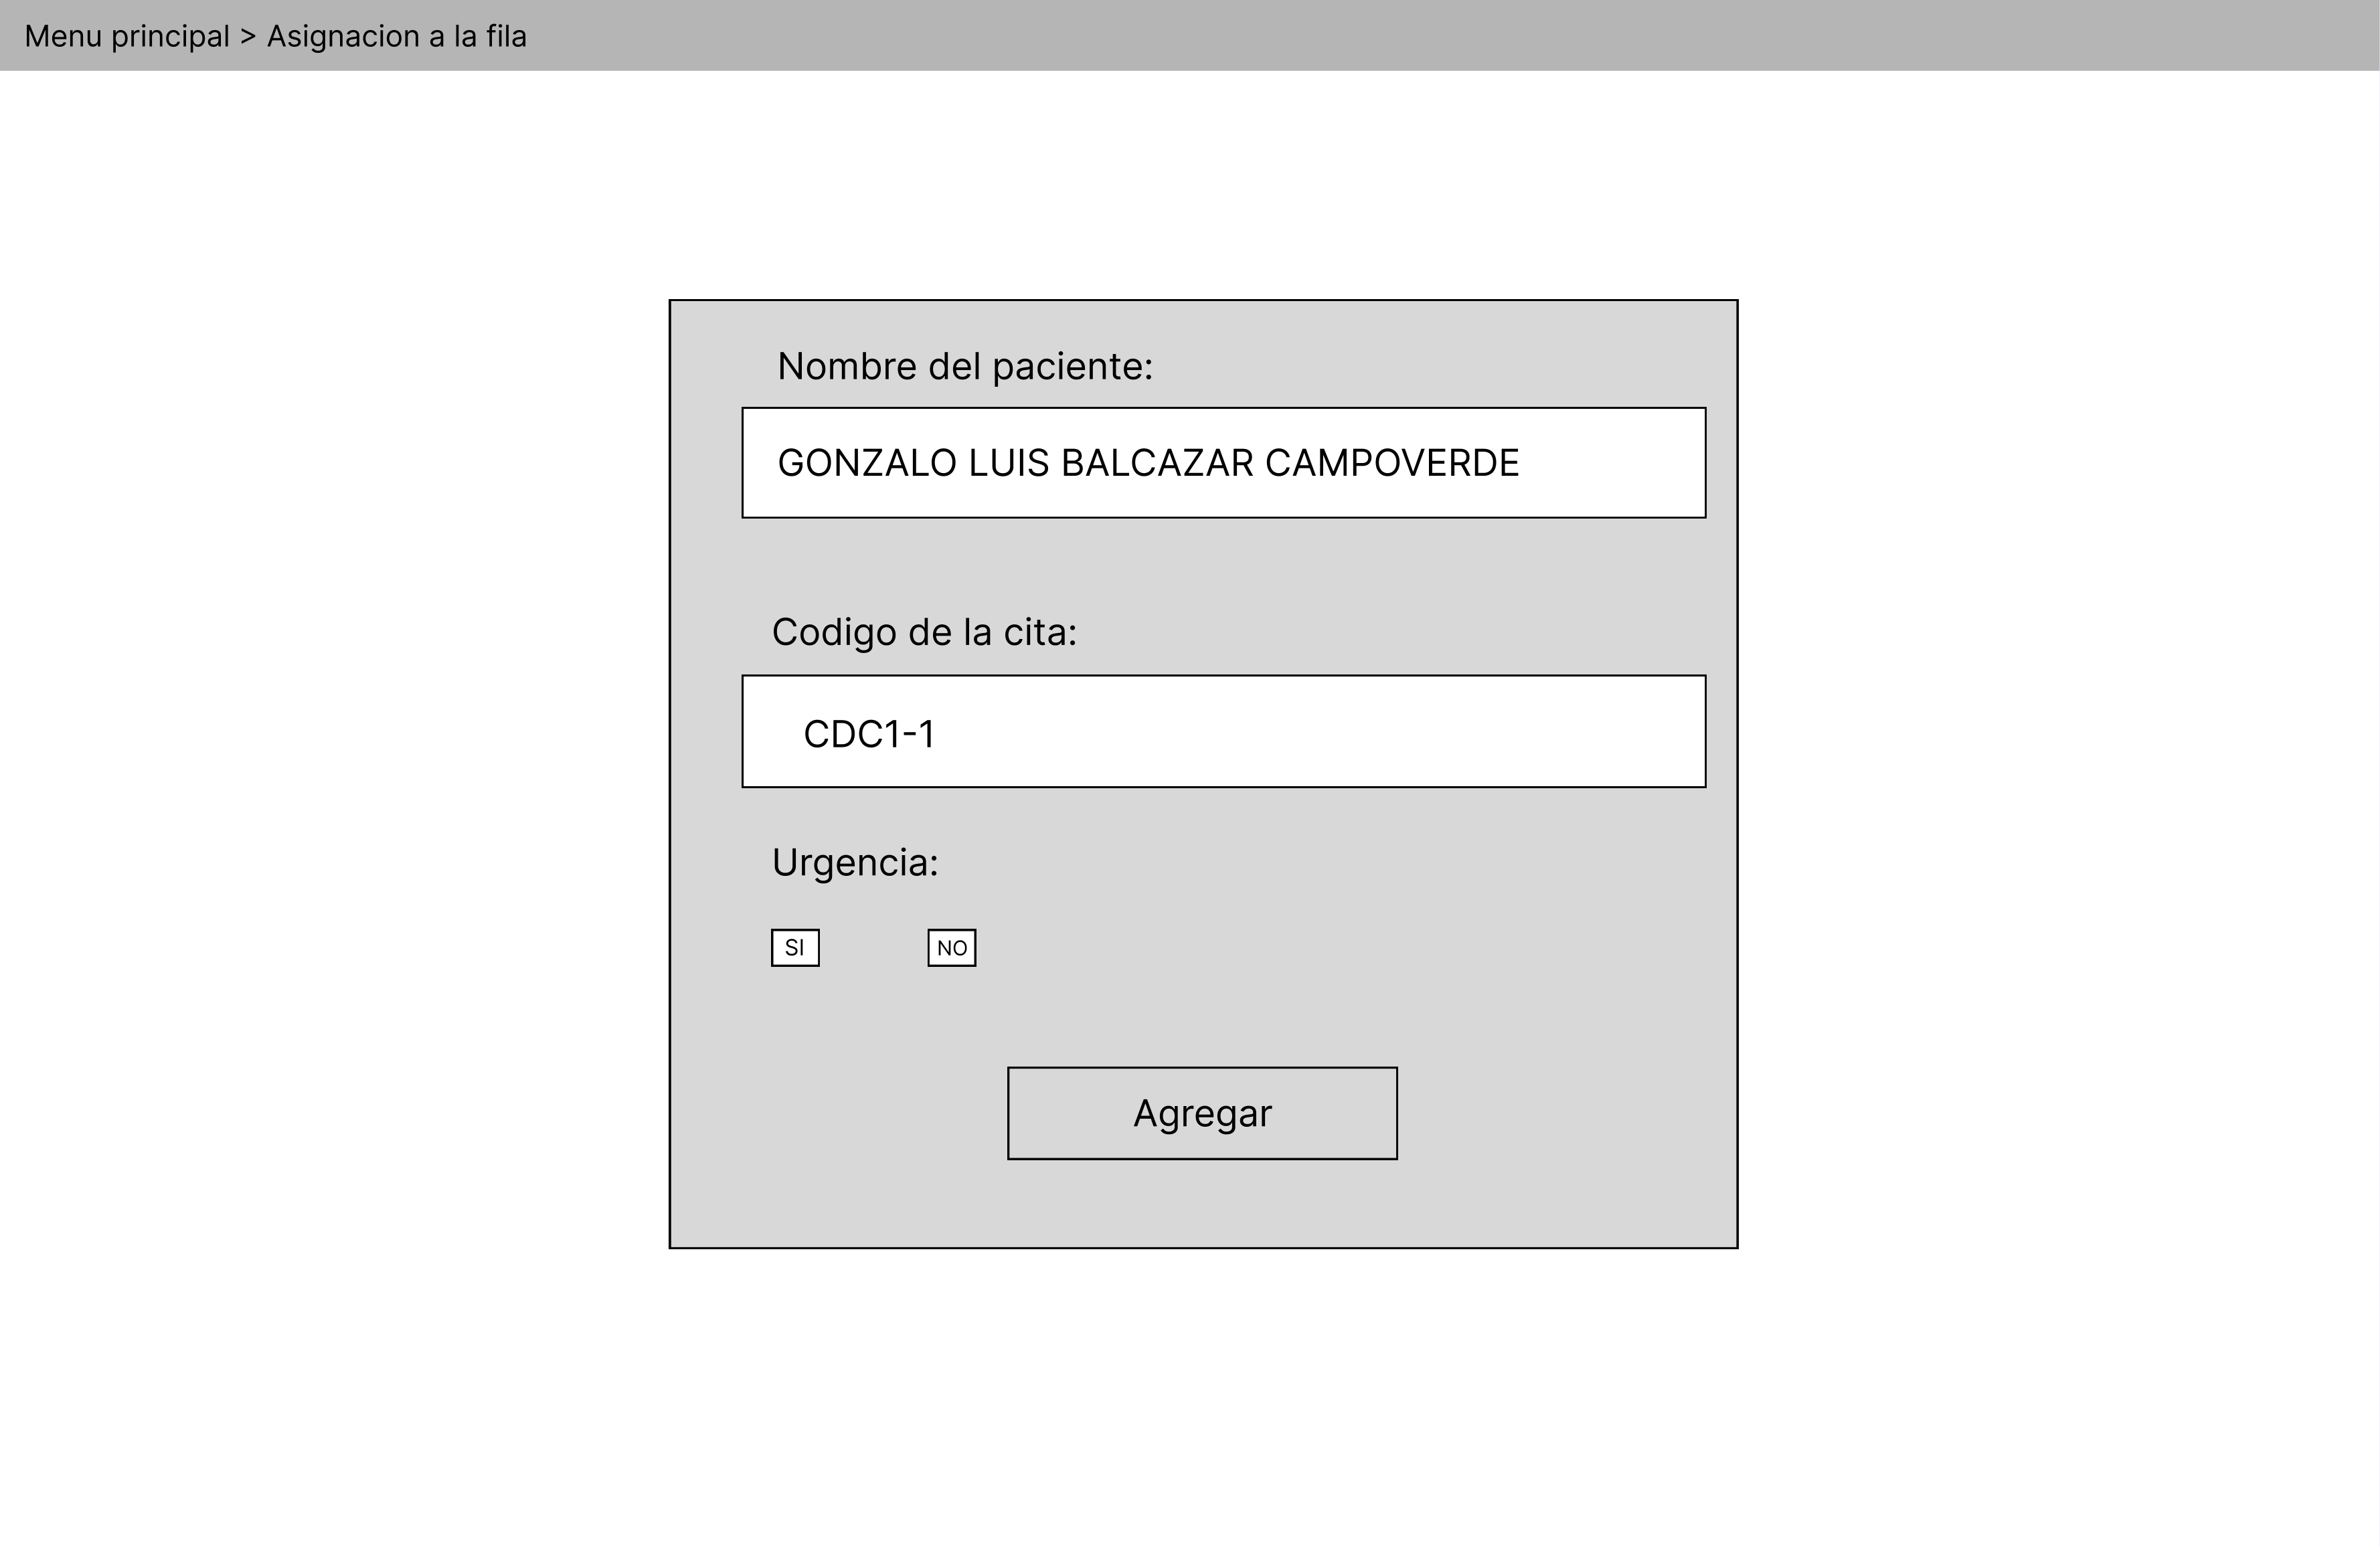 Menu principal > Asignacion a la fila
Nombre del paciente:
GONZALO LUIS BALCAZAR CAMPOVERDE
Codigo de la cita:
CDC1-1
Urgencia:
SI NO
Agregar